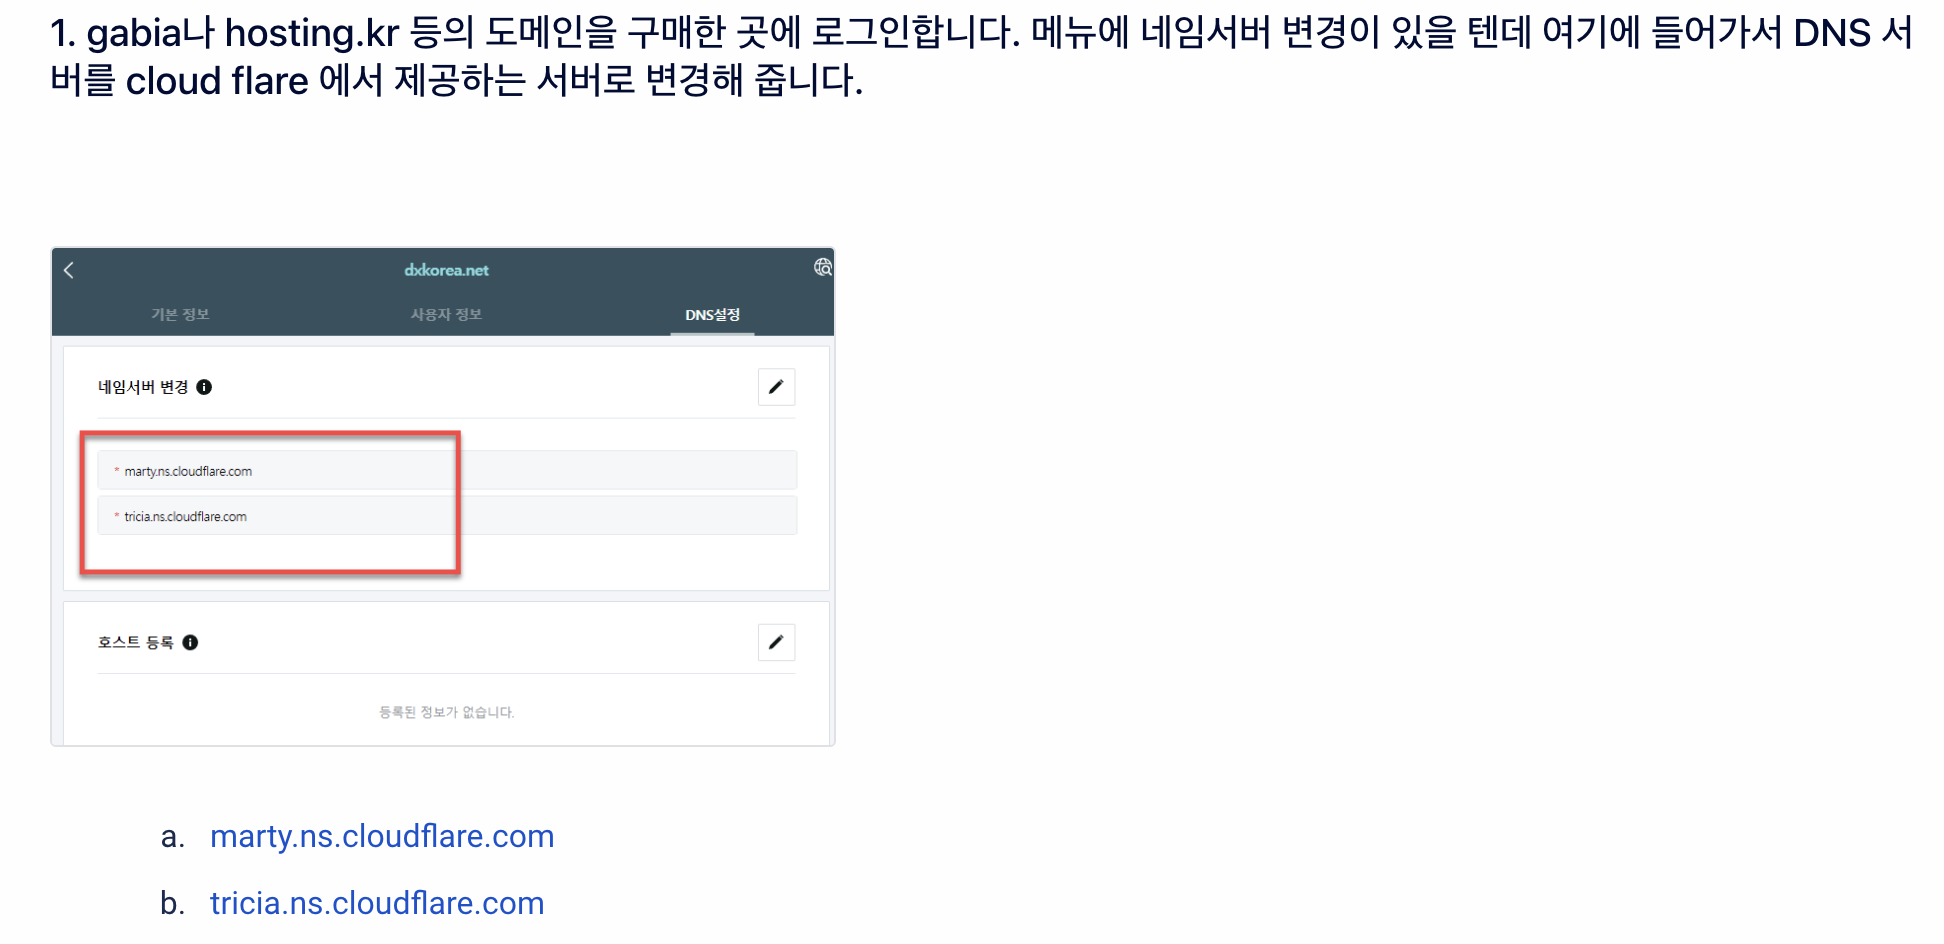 1. gabia나 hosting.kr 등의 도메인을 구매한 곳에 로그인합니다. 메뉴에 네임서버 변경이 있을 텐데 여기에 들어가서 DNS 서
버를 cloud flare 에서 제공하는 서버로 변경해 줍니다.
dxkorea.net
기본 정보 사용자 정보 DNS설정
네임서버 변경
* marty.ns.cloudflare.com
* tricia.ns.cloudflare.com
호스트 등록
등록된 정보가 없습니다.
a. marty.ns.cloudflare.com
b. tricia.ns.cloudflare.com